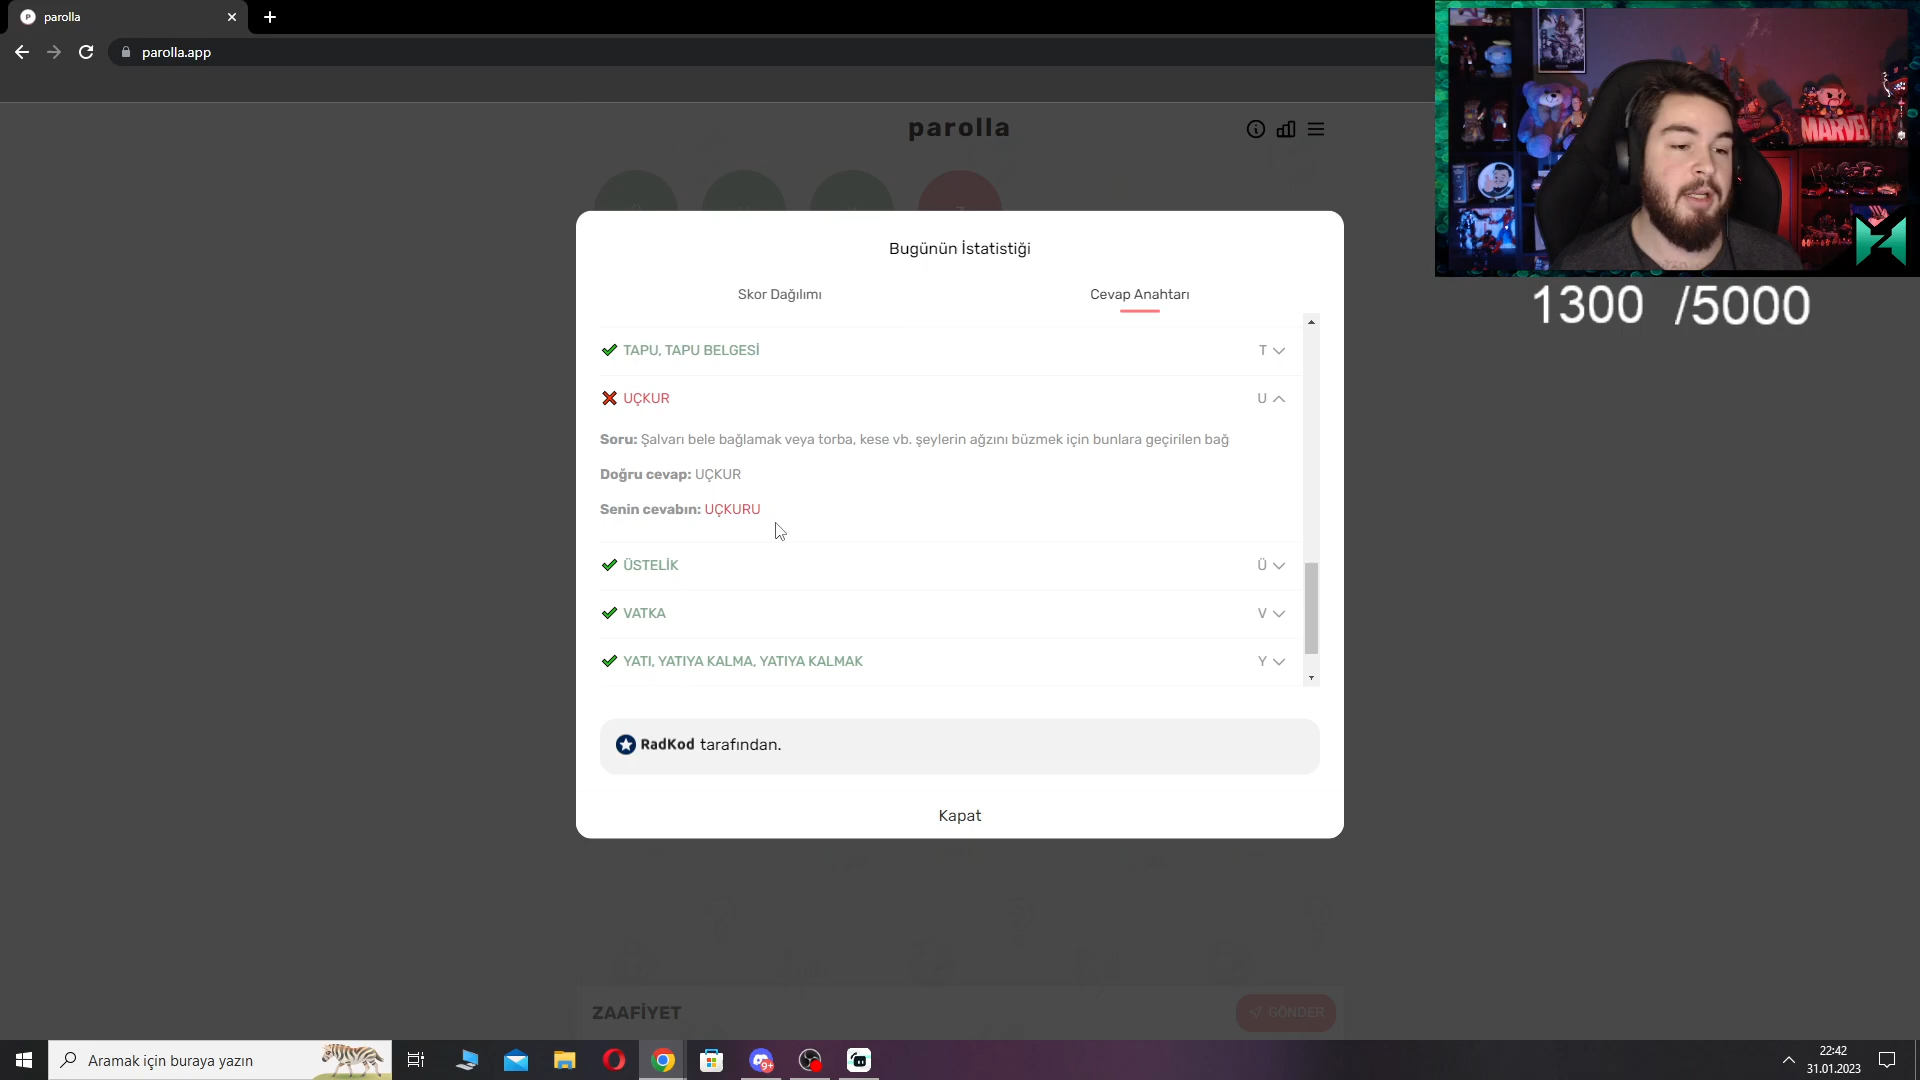 parolla
parolla.app
parolla
MARVEL
1300 /5000
Bugünün İstatistiği
Skor Dağılımı
Cevap Anahtarı
TAPU, TAPU BELGESİ T
UÇKUR U
Soru: Şalvarı bele bağlamak veya torba, kese vb. şeylerin ağzını büzmek için bunlara geçirilen bağ
Doğru cevap: UÇKUR
Senin cevabın: UÇKURU
ÜSTELİK Ü
VATKA V
YATI, YATIYA KALMA, YATIYA KALMAK Y
RadKod tarafından.
Kapat
ZAAFİYET
GÖNDER
Aramak için buraya yazın
9+
22:42
31.01.2023